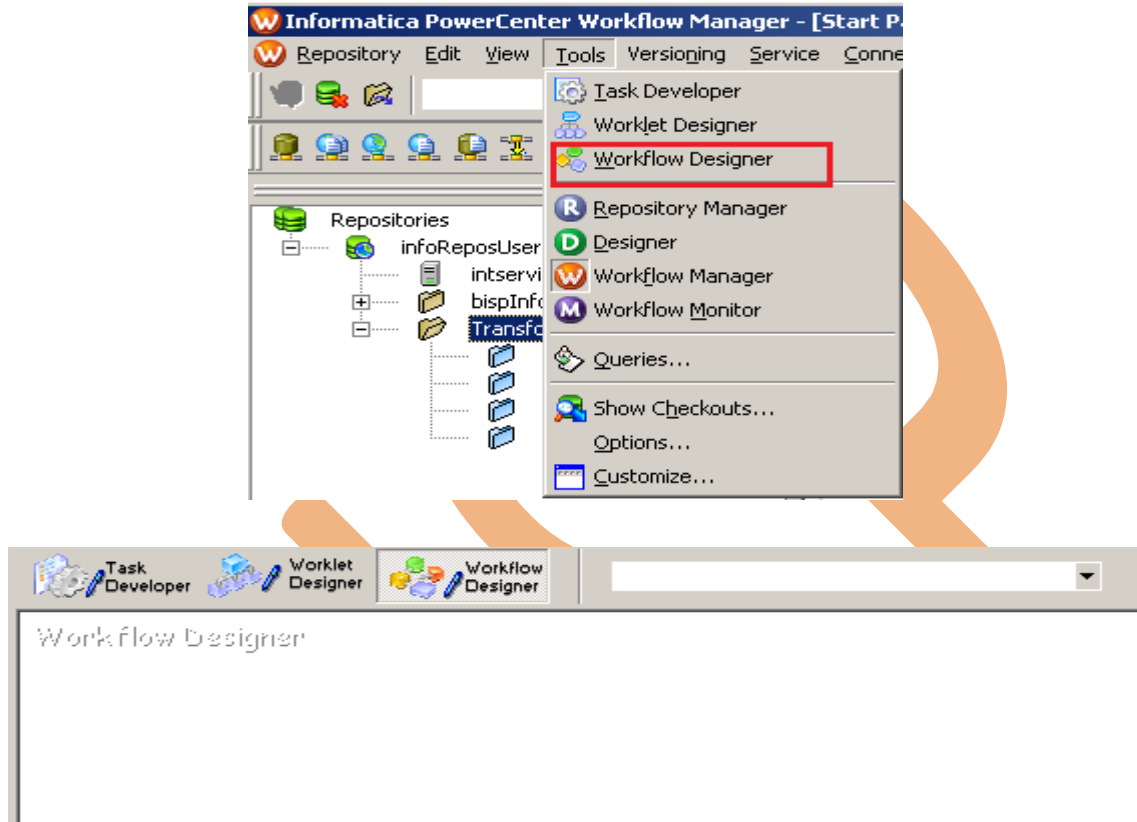 Informatica PowerCenter Workflow Manager - [Start P
Repository Edit View Tools Versioning Service Conne
Task Developer
Worklet Designer
Workflow Designer
Repository Manager
Designer
Workflow Manager
Workflow Monitor
Queries...
Show Checkouts...
Options...
Customize...
Repositories
infoReposUser
intservi
bispInfo
Transfo
Task Developer
Worklet Designer
Workflow Designer
Workflow Designer